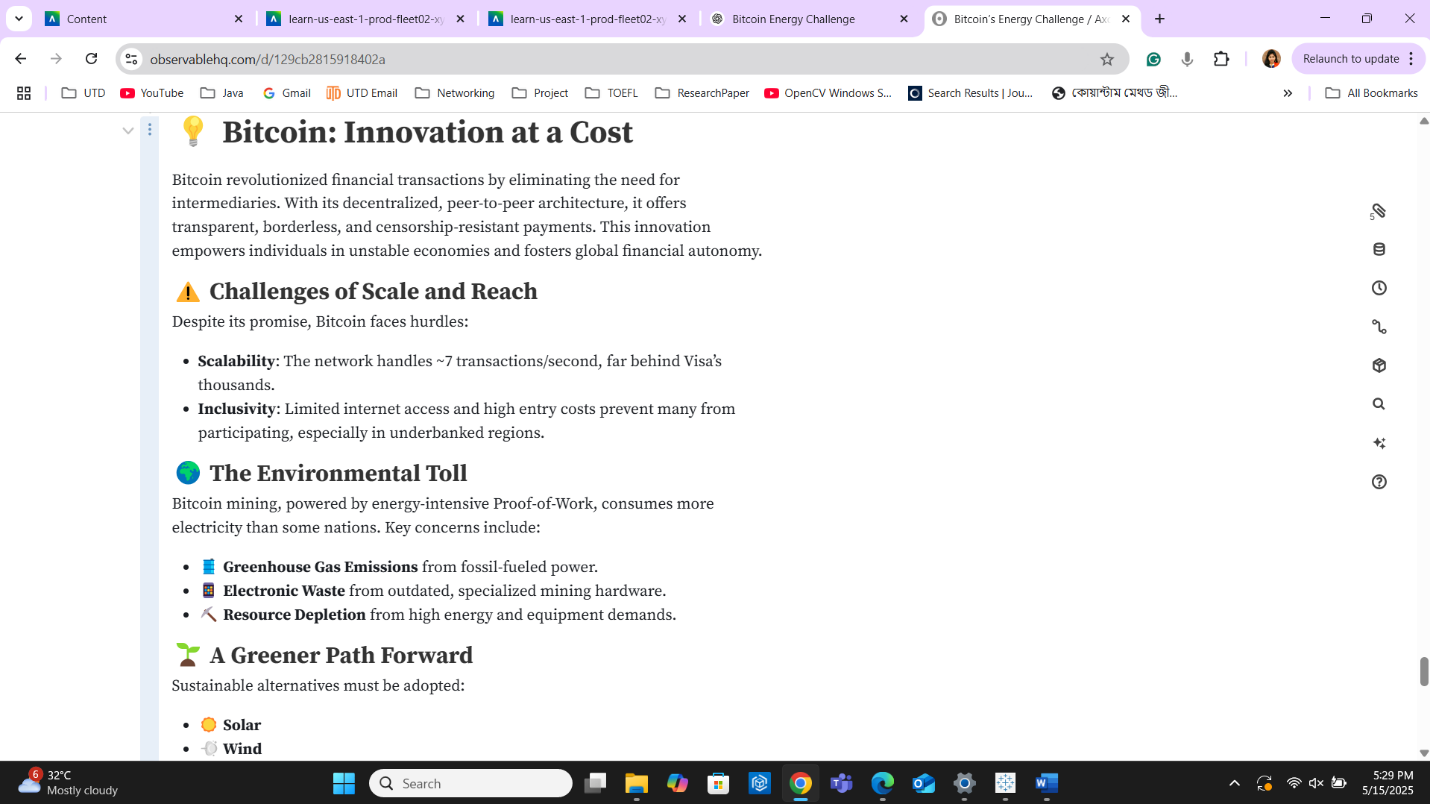 Content
learn-us-east-1-prod-fleet02-xy
learn-us-east-1-prod-fleet02-xy
Bitcoin Energy Challenge
Bitcoin's Energy Challenge / Axe
observablehq.com/d/129cb2815918402a
Relaunch to update
UTD
YouTube
Java
Gmail
UTD Email
Networking
Project
TOEFL
ResearchPaper
OpenCV Windows S...
Search Results | Jou...
কোয়ান্টাম মেথড জী...
»
All Bookmarks
Bitcoin: Innovation at a Cost
Bitcoin revolutionized financial transactions by eliminating the need for
intermediaries. With its decentralized, peer-to-peer architecture, it offers
transparent, borderless, and censorship-resistant payments. This innovation
empowers individuals in unstable economies and fosters global financial autonomy.
Challenges of Scale and Reach
Despite its promise, Bitcoin faces hurdles:
• Scalability: The network handles ~7 transactions/second, far behind Visa's
thousands.
• Inclusivity: Limited internet access and high entry costs prevent many from
participating, especially in underbanked regions.
The Environmental Toll
Bitcoin mining, powered by energy-intensive Proof-of-Work, consumes more
electricity than some nations. Key concerns include:
• Greenhouse Gas Emissions from fossil-fueled power.
• Electronic Waste from outdated, specialized mining hardware.
• Resource Depletion from high energy and equipment demands.
A Greener Path Forward
Sustainable alternatives must be adopted:
• Solar
• Wind
5
6
32°C
Mostly cloudy
Search
5:29 PM
5/15/2025